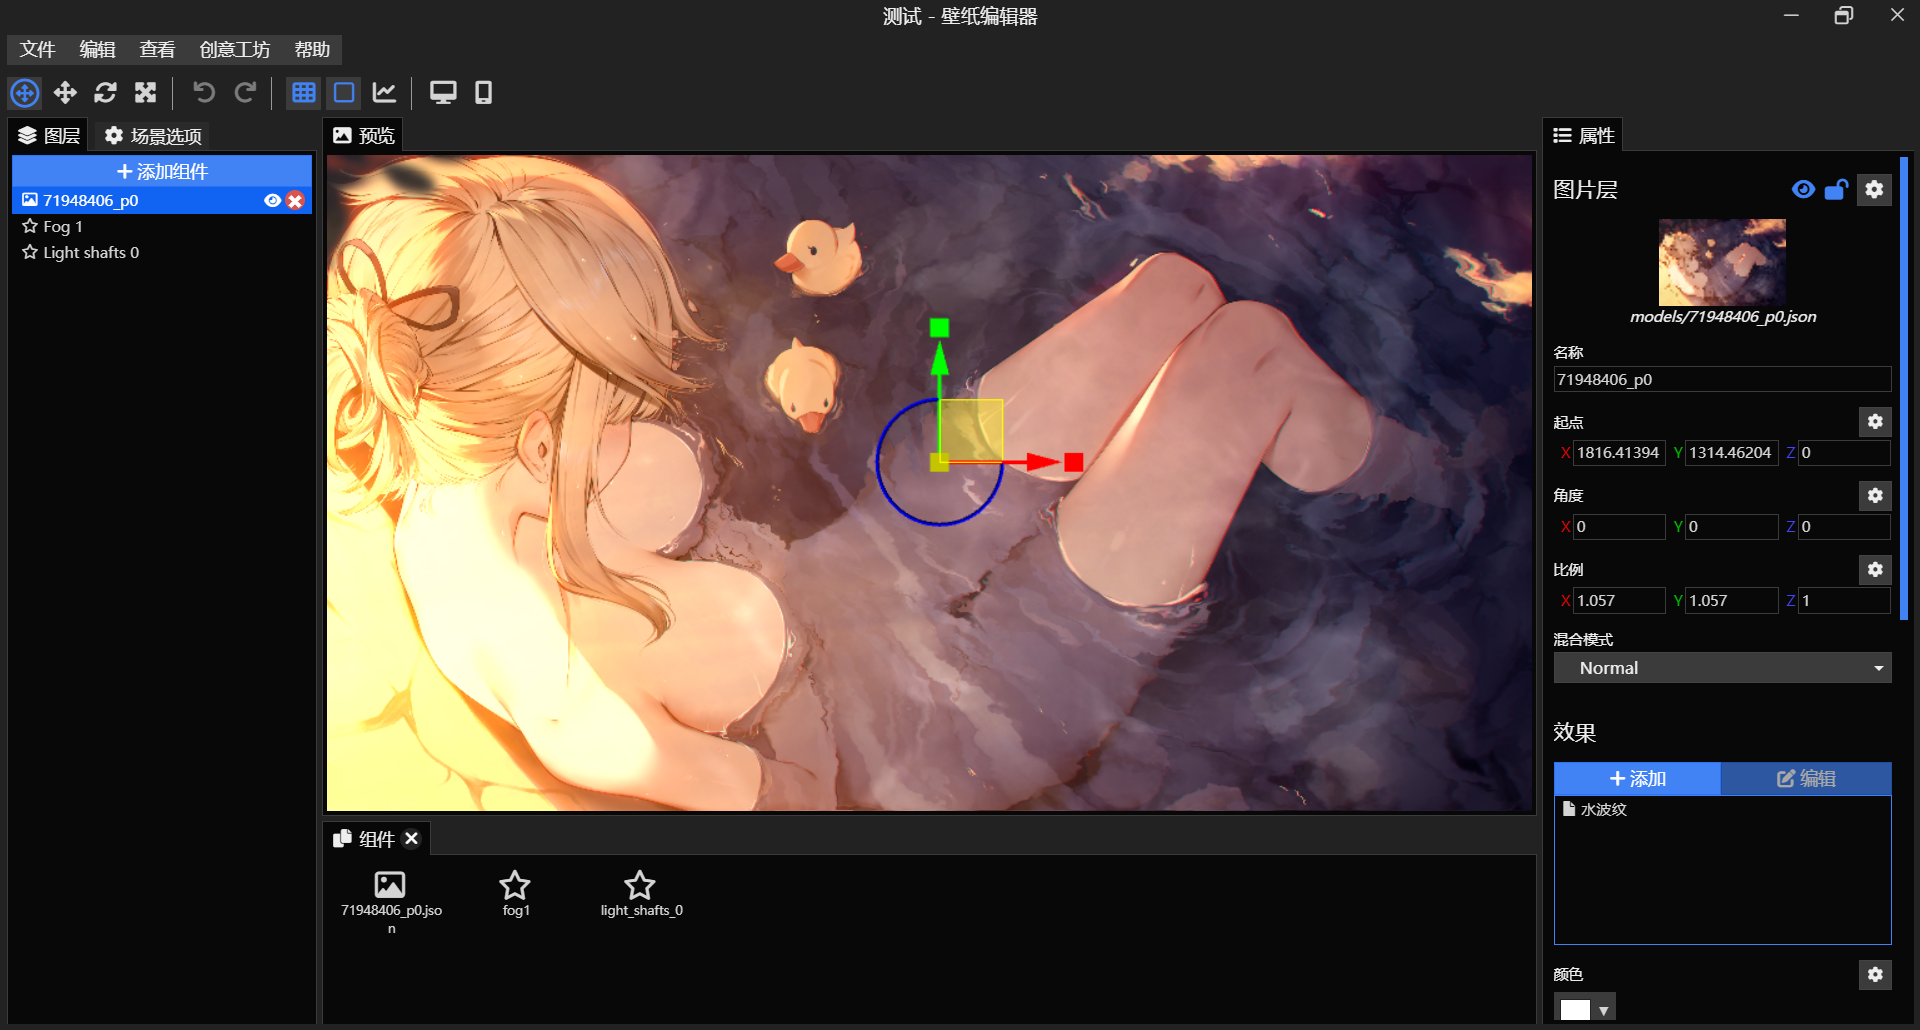 测试 - 壁纸编辑器
文件 编辑 查看 创意工坊 帮助
图层 场景选项
添加组件
71948406_p0
Fog 1
Light shafts 0
预览
组件
71948406_p0.jso
n
fog1
light_shafts_0
属性
图片层
models/71948406_p0.json
名称
71948406_p0
起点
X 1816.41394 Y 1314.46204 Z 0
角度
X 0 Y 0 Z 0
比例
X 1.057 Y 1.057 Z 1
混合模式
Normal
效果
添加 编辑
水波纹
颜色